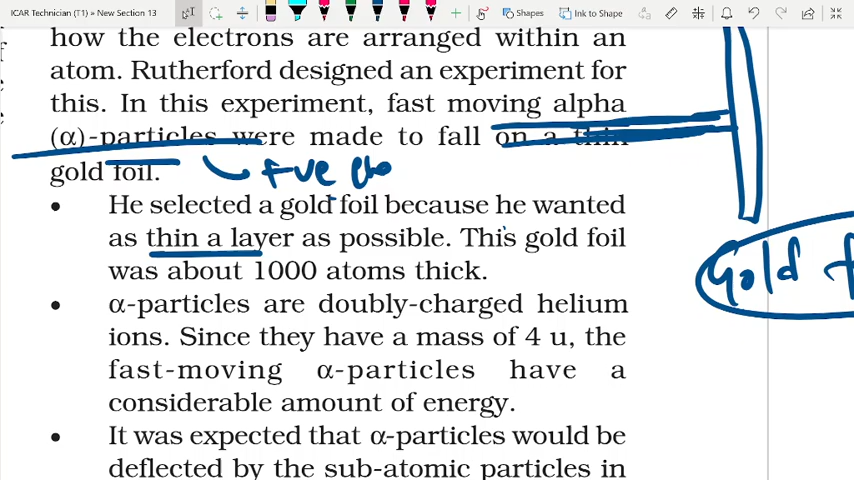 ICAR Technician (T1) » New Section 13
Shapes
Ink to Shape
how the electrons are arranged within an
atom. Rutherford designed an experiment for
this. In this experiment, fast moving alpha
(α)-particles were made to fall on a thin
gold foil.
+ve cha
• He selected a gold foil because he wanted
as thin a layer as possible. This gold foil
was about 1000 atoms thick.
Gold f
• α-particles are doubly-charged helium
ions. Since they have a mass of 4 u, the
fast-moving α-particles have a
considerable amount of energy.
• It was expected that α-particles would be
deflected by the sub-atomic particles in